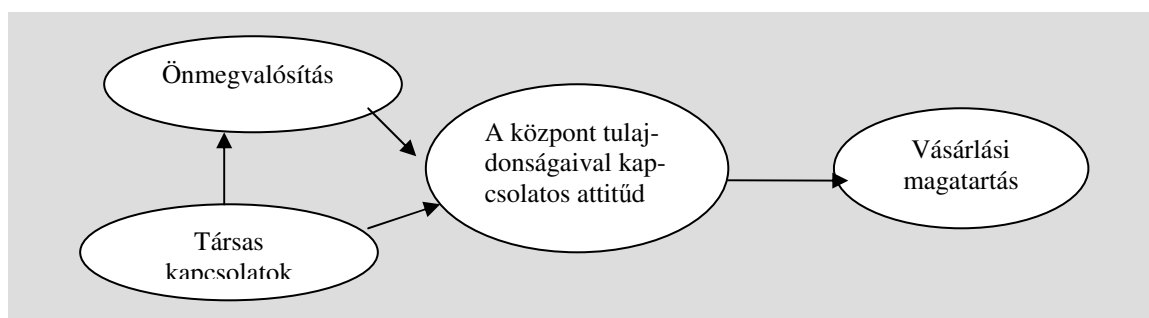 Önmegvalósítás
A központ tulaj-
donságaival kap-
csolatos attitűd
Vásárlási
magatartás
Társas
kapcsolatok